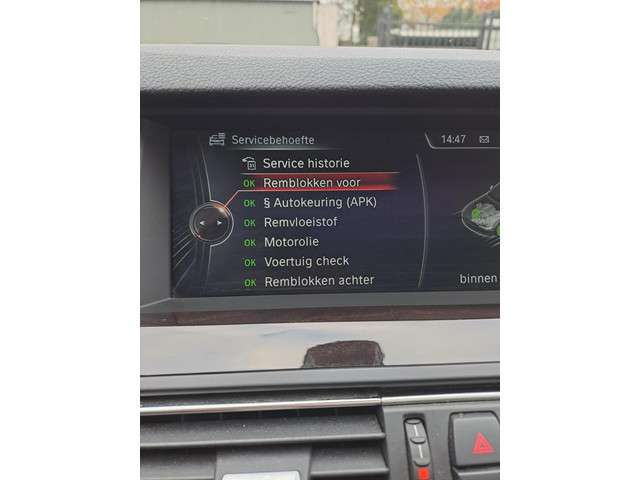 Servicebehoefte
14:47
Service historie
OK Remblokken voor
OK § Autokeuring (APK)
OK Remvloeistof
OK Motorolie
OK Voertuig check
OK Remblokken achter
binnen